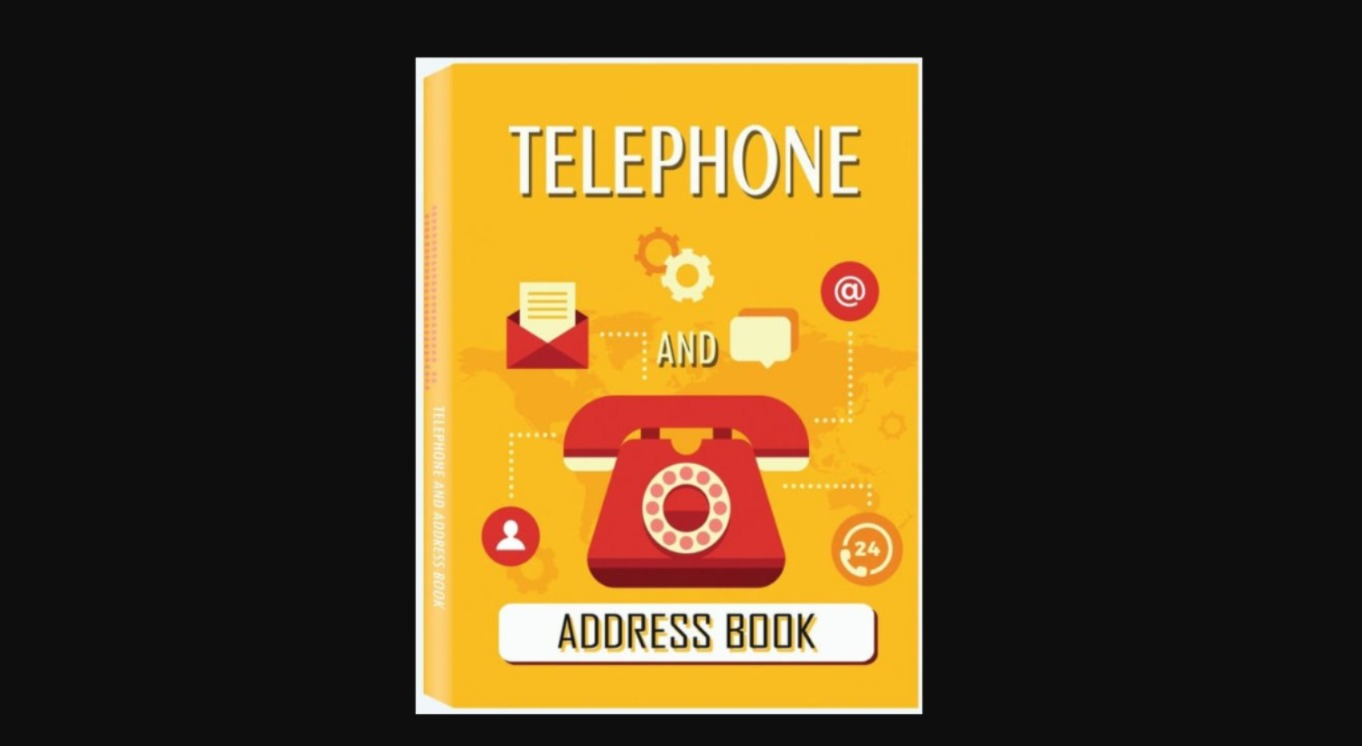 TELEPHONE
@
AND
24
ADDRESS BOOK
TELEPHONE AND ADDRESS BOOK